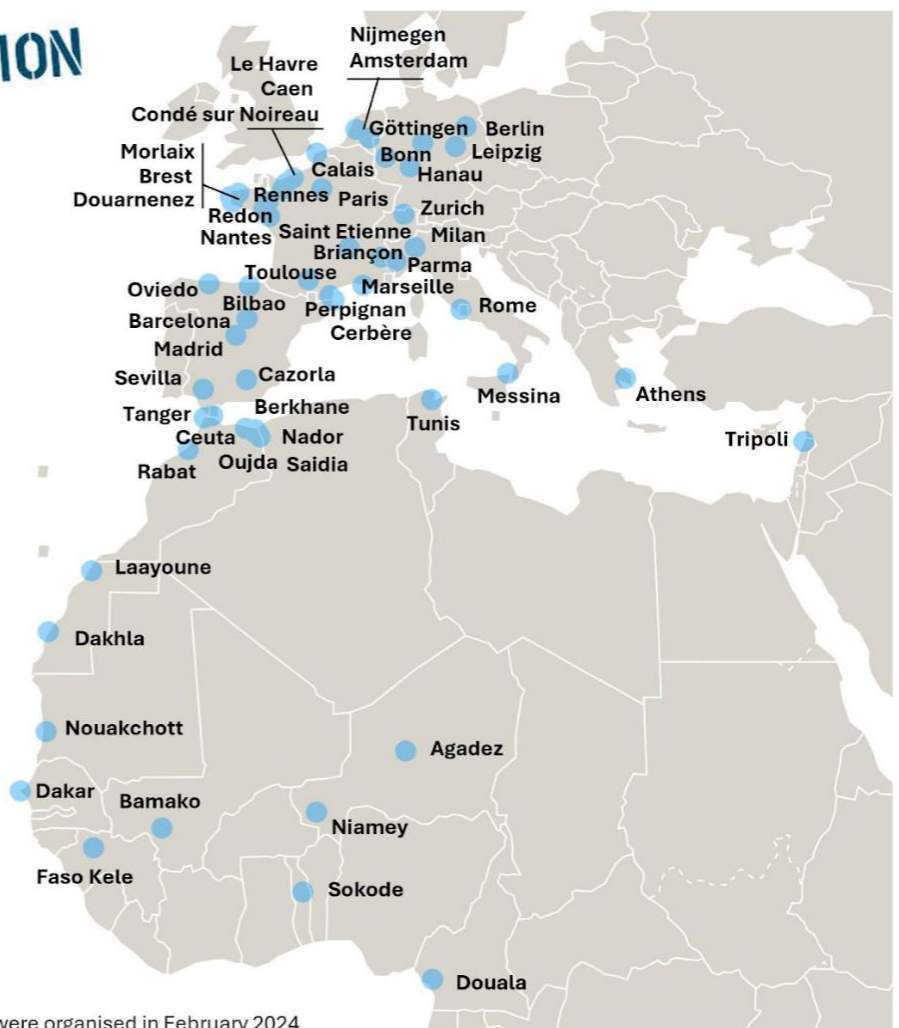 ION
Nijmegen
Amsterdam
Le Havre
Caen
Condé sur Noireau
Göttingen
Berlin
Morlaix
Brest
Douarnenez
Calais
Bonn
Leipzig
Hanau
Rennes
Paris
Redon
Nantes
Zurich
Saint Etienne
Milan
Briançon
Parma
Toulouse
Marseille
Oviedo
Bilbao
Perpignan
Cerbère
Rome
Barcelona
Madrid
Sevilla
Cazorla
Messina
Athens
Tanger
Berkhane
Tunis
Ceuta
Nador
Tripoli
Rabat
Oujda
Saidia
Laayoune
Dakhla
Nouakchott
Agadez
Dakar
Bamako
Niamey
Faso Kele
Sokode
Douala
were organised in February 2024